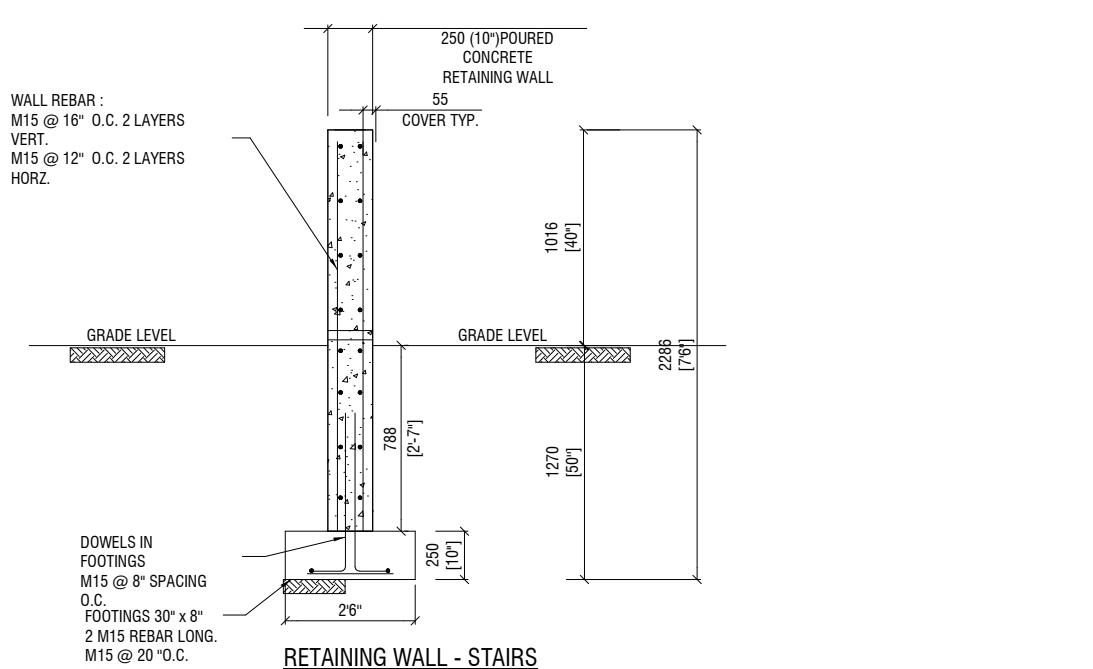 250 (10")POURED
CONCRETE
RETAINING WALL
55
COVER TYP.
WALL REBAR :
M15 @ 16" O.C. 2 LAYERS
VERT.
M15 @ 12" O.C. 2 LAYERS
HORZ.
1016
[40"]
GRADE LEVEL
GRADE LEVEL
2286
[7'6"]
788
[2'-7"]
1270
[50"]
DOWELS IN
FOOTINGS
M15 @ 8" SPACING
O.C.
250
[10"]
FOOTINGS 30" x 8"
2 M15 REBAR LONG.
M15 @ 20 "O.C.
2'6"
RETAINING WALL - STAIRS